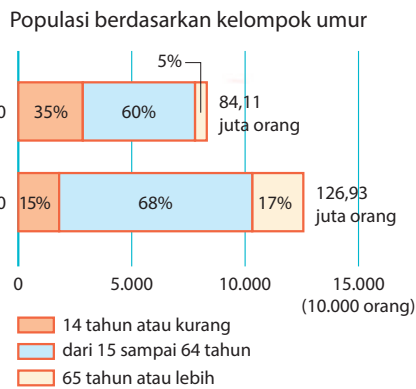 Populasi berdasarkan kelompok umur
5%
0 35% 60% 84,11
juta orang
0 15% 68% 17% 126,93
juta orang
0 5.000 10.000 15.000
(10.000 orang)
14 tahun atau kurang
dari 15 sampai 64 tahun
65 tahun atau lebih